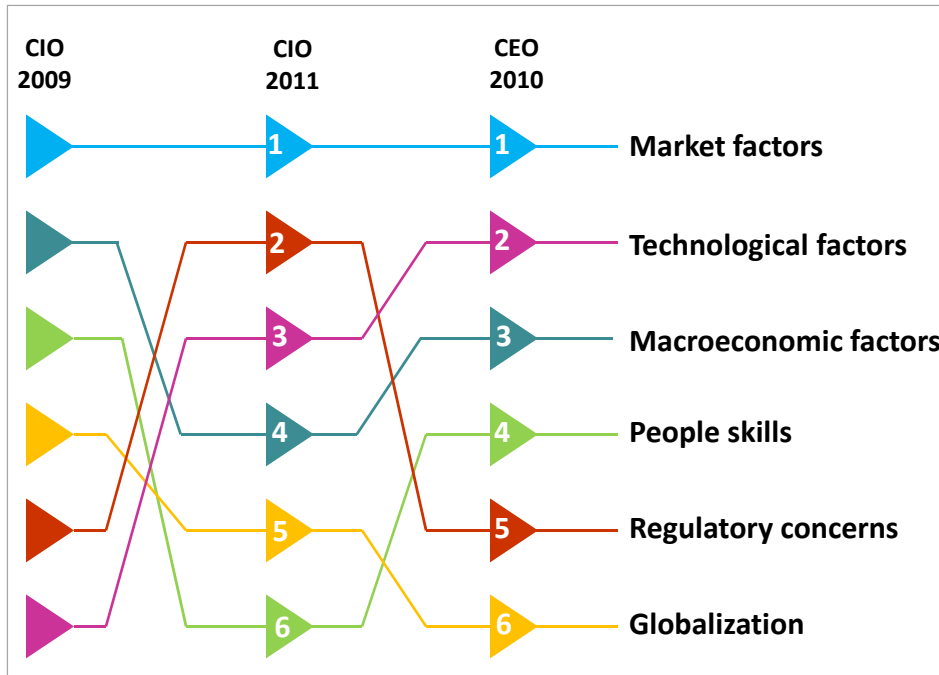 CIO
2009
CIO
2011
CEO
2010
1
1
Market factors
2
2
Technological factors
3
3
Macroeconomic factors
4
4
People skills
5
5
Regulatory concerns
6
6
Globalization